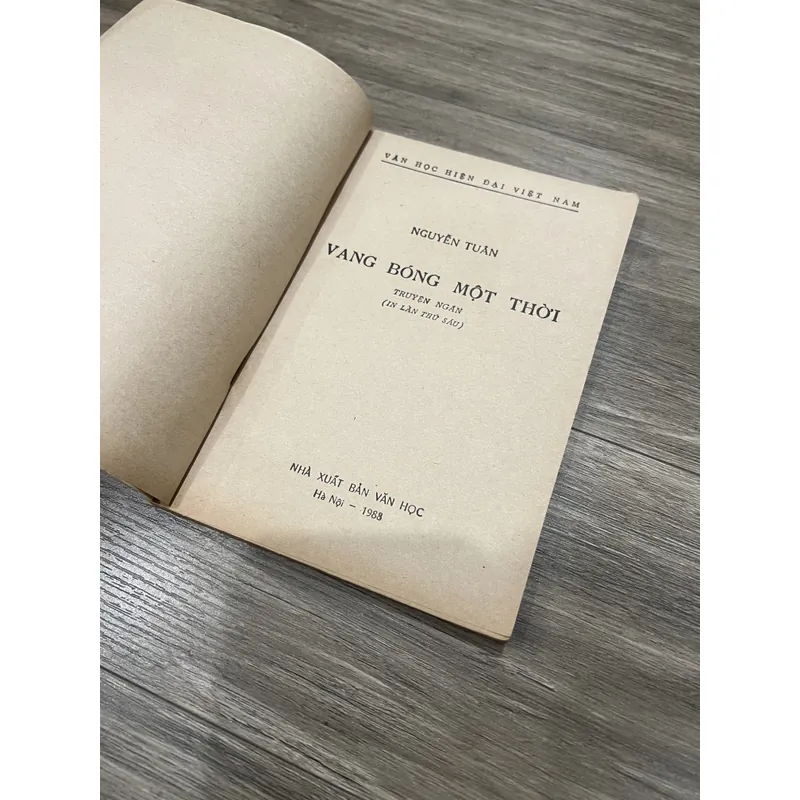 VĂN HỌC HIỆN ĐẠI VIỆT NAM
NGUYỄN TUÂN
VANG BÓNG MỘT THỜI
TRUYỆN NGẮN
(IN LẦN THỨ SÁU)
NHÀ XUẤT BẢN VĂN HỌC
Hà Nội – 1988